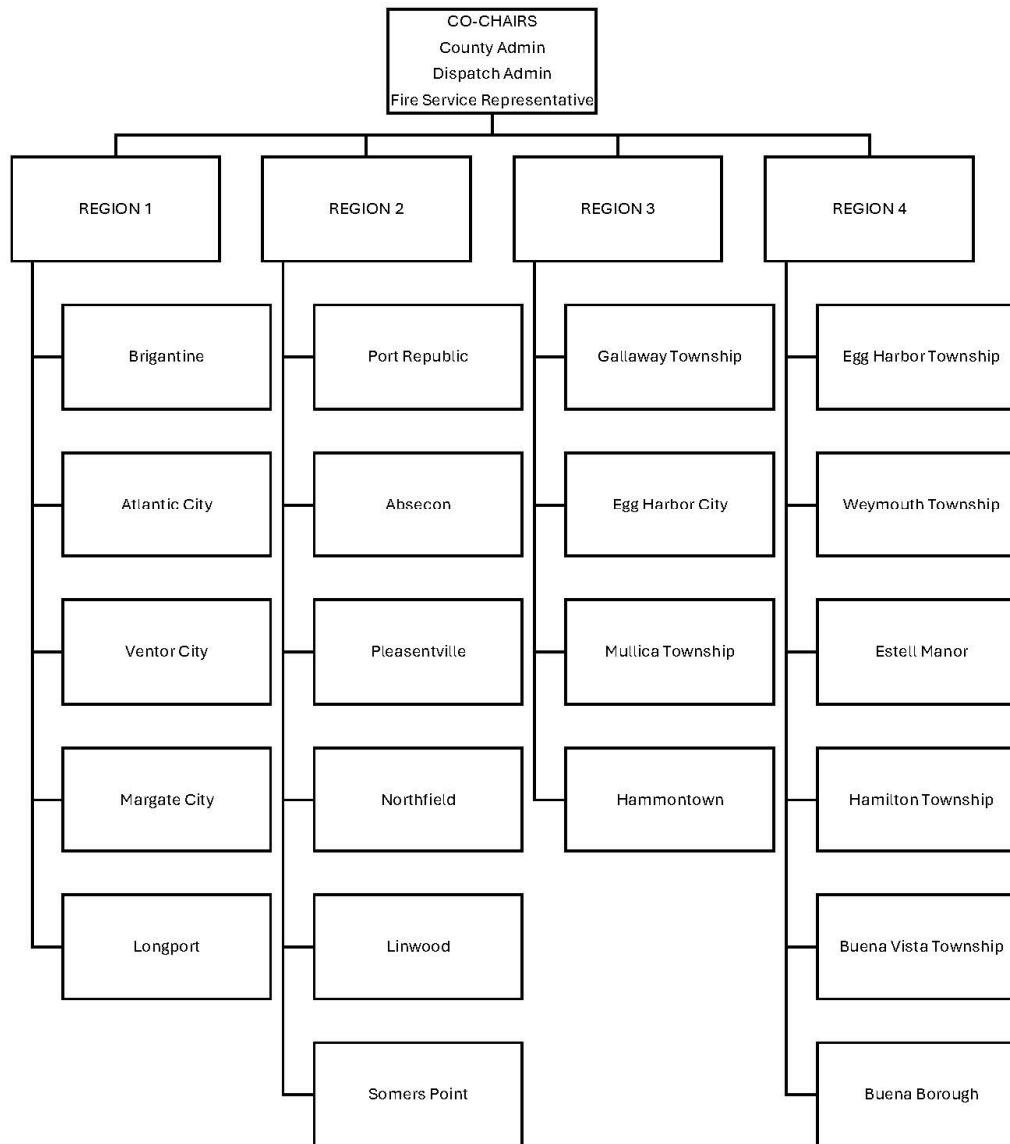 CO-CHAIRS
County Admin
Dispatch Admin
Fire Service Representative
REGION 1
REGION 2
REGION 3
REGION 4
Brigantine
Port Republic
Gallaway Township
Egg Harbor Township
Atlantic City
Absecon
Egg Harbor City
Weymouth Township
Ventor City
Pleasentville
Mullica Township
Estell Manor
Margate City
Northfield
Hammontown
Hamilton Township
Longport
Linwood
Buena Vista Township
Somers Point
Buena Borough